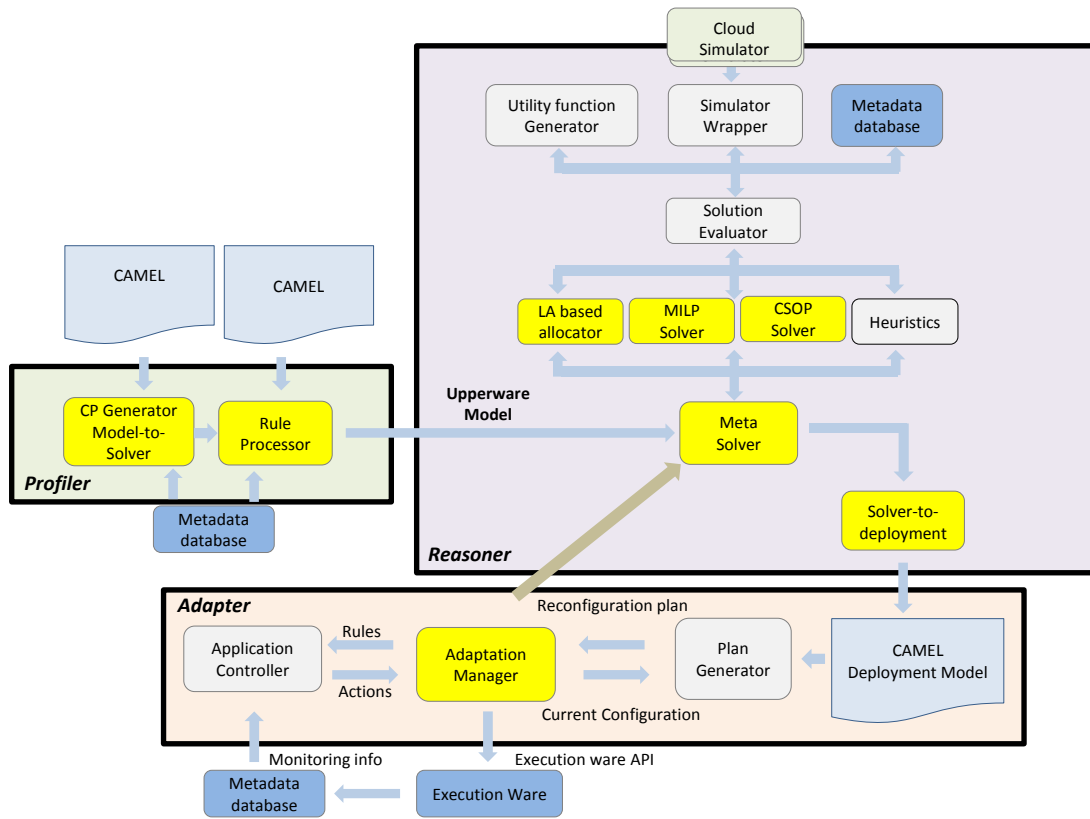 Cloud
Simulator
Utility function
Generator
Simulator
Wrapper
Metadata
database
Solution
Evaluator
CAMEL
CAMEL
LA based
allocator
MILP
Solver
CSOP
Solver
Heuristics
CP Generator
Model-to-
Solver
Rule
Processor
Upperware
Model
Meta
Solver
Profiler
Metadata
database
Solver-to-
deployment
Reasoner
Adapter
Reconfiguration plan
Application
Controller
Rules
Actions
Adaptation
Manager
Plan
Generator
CAMEL
Deployment Model
Current Configuration
Monitoring info
Execution ware API
Metadata
database
Execution Ware